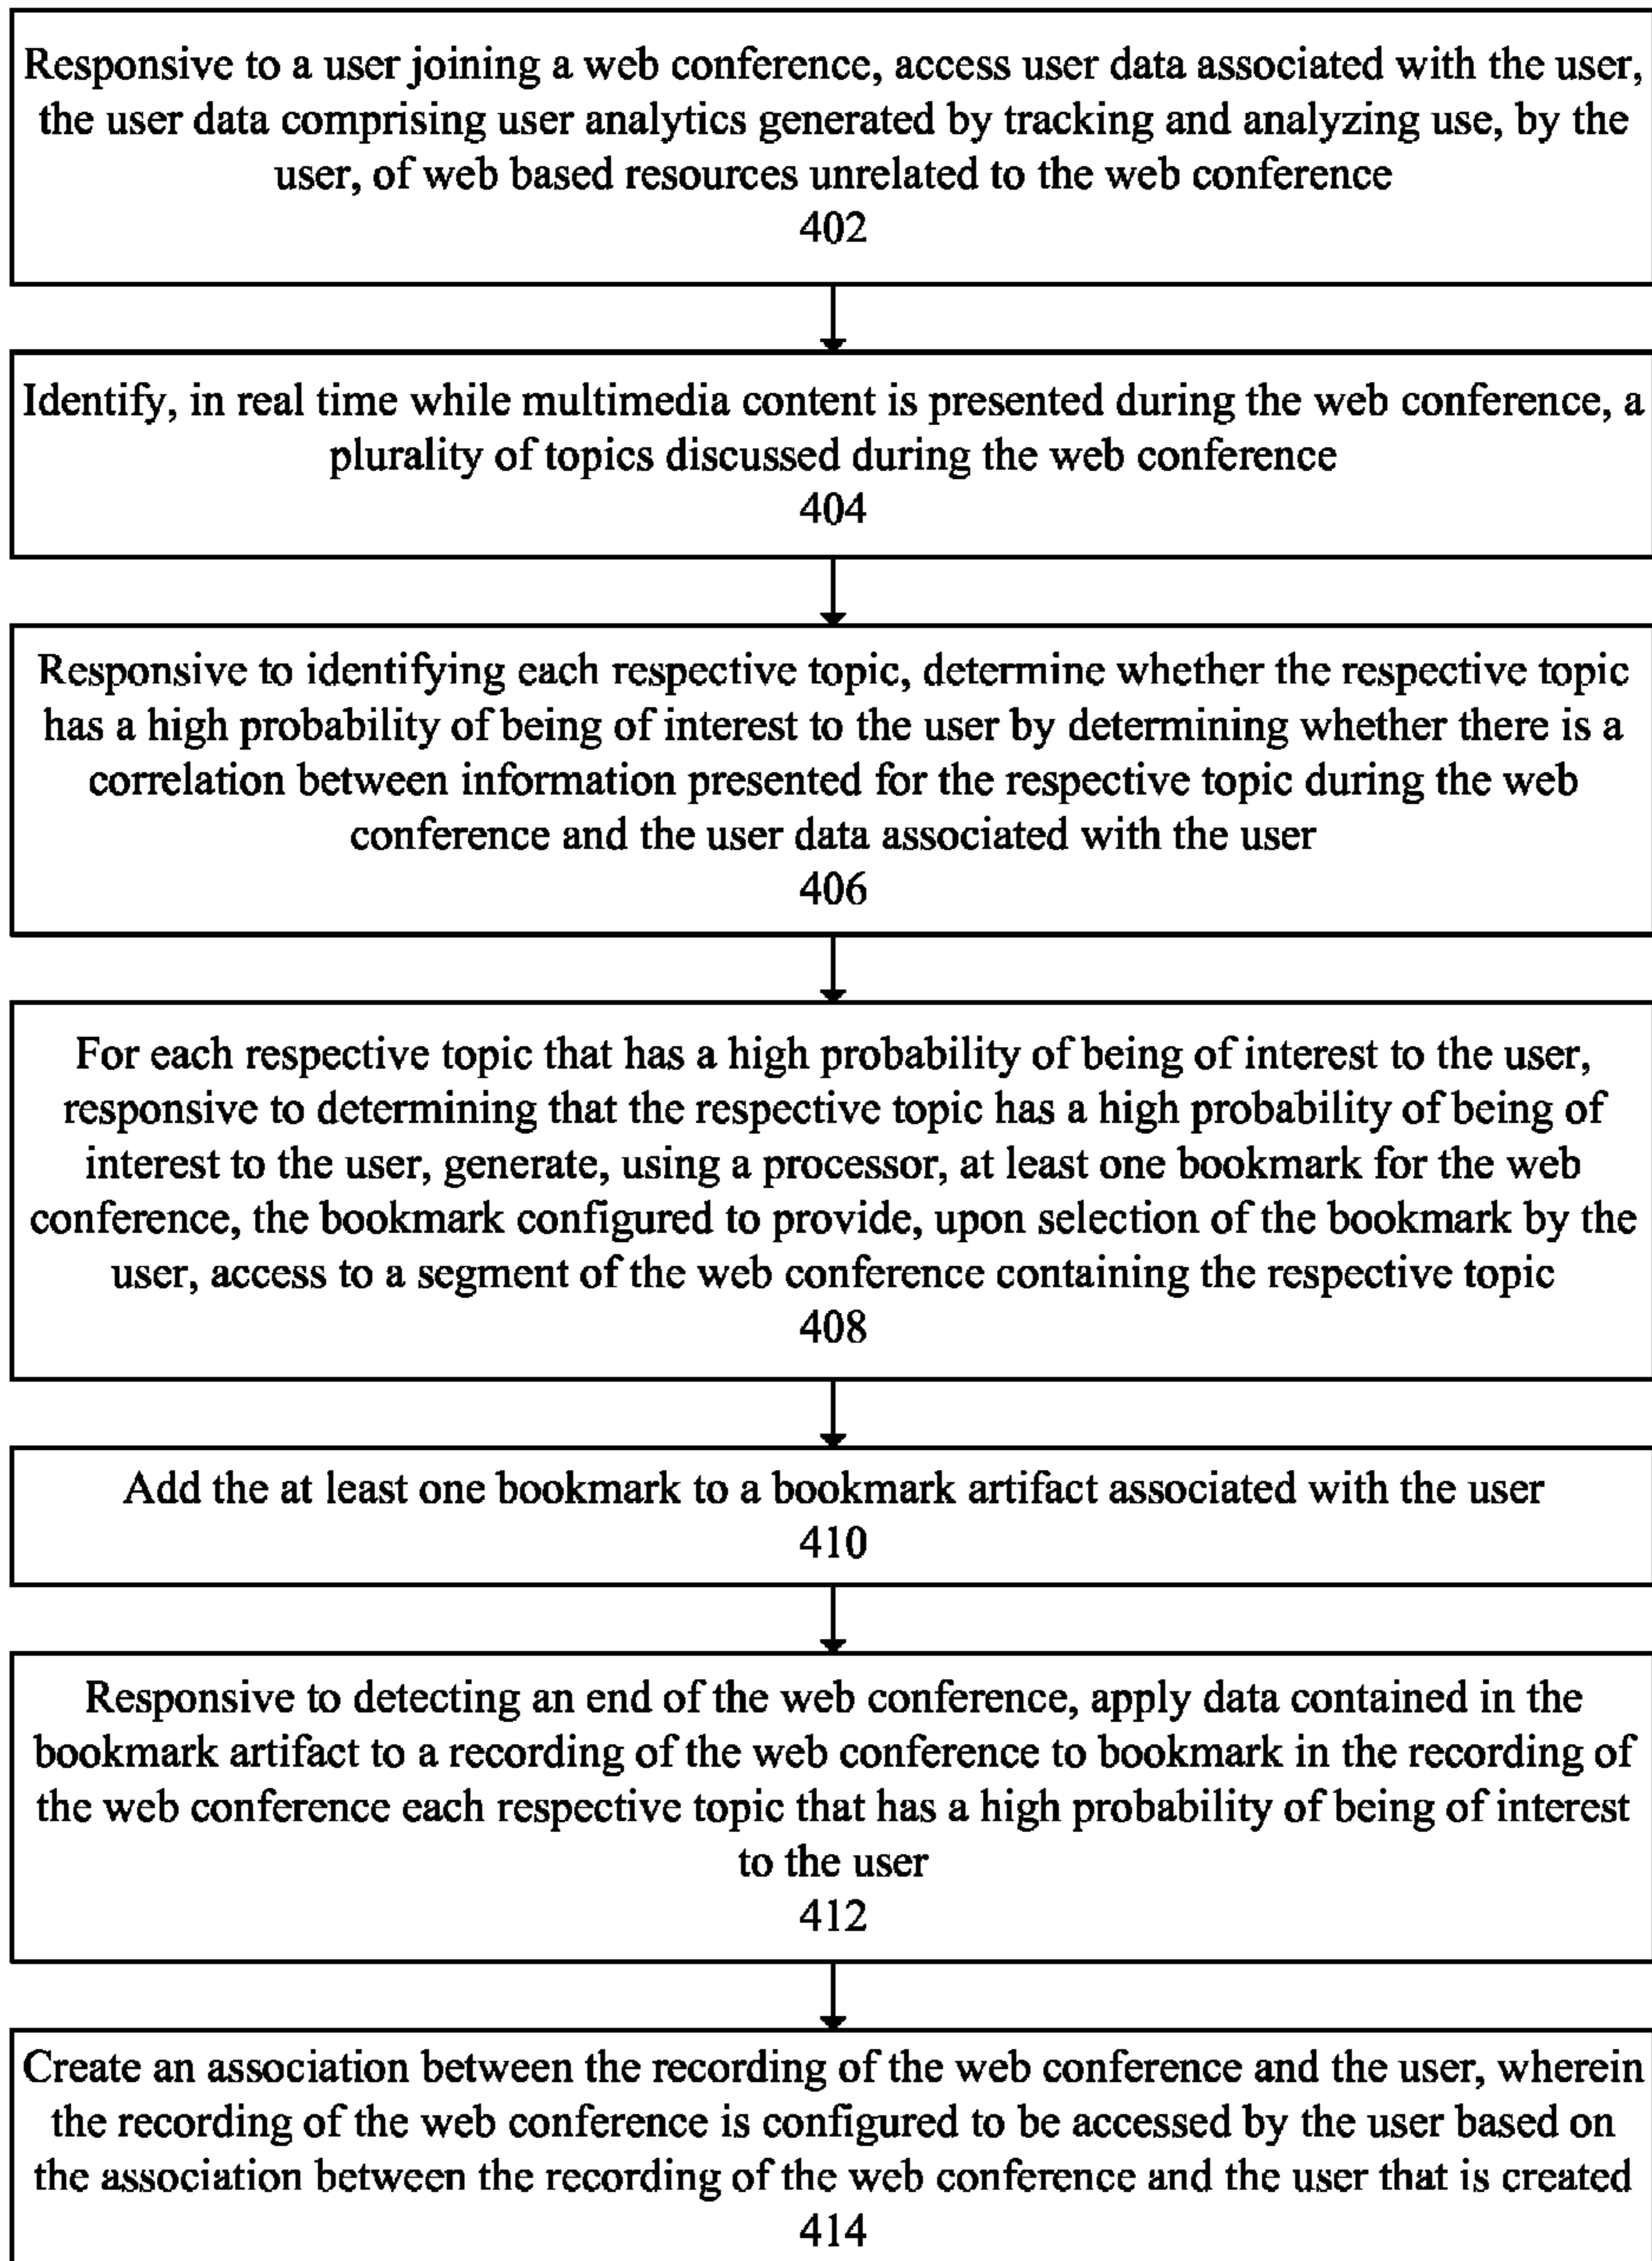 Responsive to a user joining a web conference, access user data associated with the user,
the user data comprising user analytics generated by tracking and analyzing use, by the
user, of web based resources unrelated to the web conference
402
Identify, in real time while multimedia content is presented during the web conference, a
plurality of topics discussed during the web conference
404
Responsive to identifying each respective topic, determine whether the respective topic
has a high probability of being of interest to the user by determining whether there is a
correlation between information presented for the respective topic during the web
conference and the user data associated with the user
406
For each respective topic that has a high probability of being of interest to the user,
responsive to determining that the respective topic has a high probability of being of
interest to the user, generate, using a processor, at least one bookmark for the web
conference, the bookmark configured to provide, upon selection of the bookmark by the
user, access to a segment of the web conference containing the respective topic
408
Add the at least one bookmark to a bookmark artifact associated with the user
410
Responsive to detecting an end of the web conference, apply data contained in the
bookmark artifact to a recording of the web conference to bookmark in the recording of
the web conference each respective topic that has a high probability of being of interest
to the user
412
Create an association between the recording of the web conference and the user, wherein
the recording of the web conference is configured to be accessed by the user based on
the association between the recording of the web conference and the user that is created
414